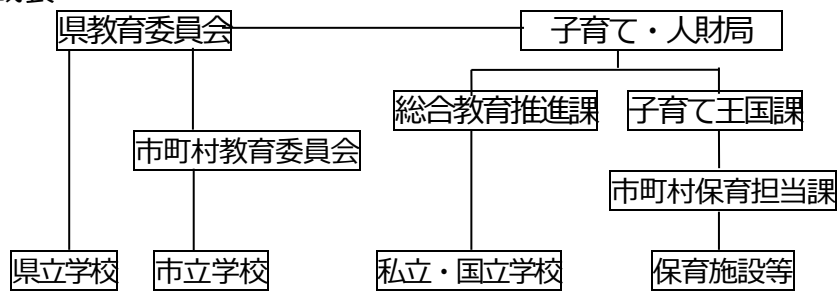 県教育委員会
子育て・人財局
総合教育推進課
子育て王国課
市町村教育委員会
市町村保育担当課
県立学校
市立学校
私立・国立学校
保育施設等